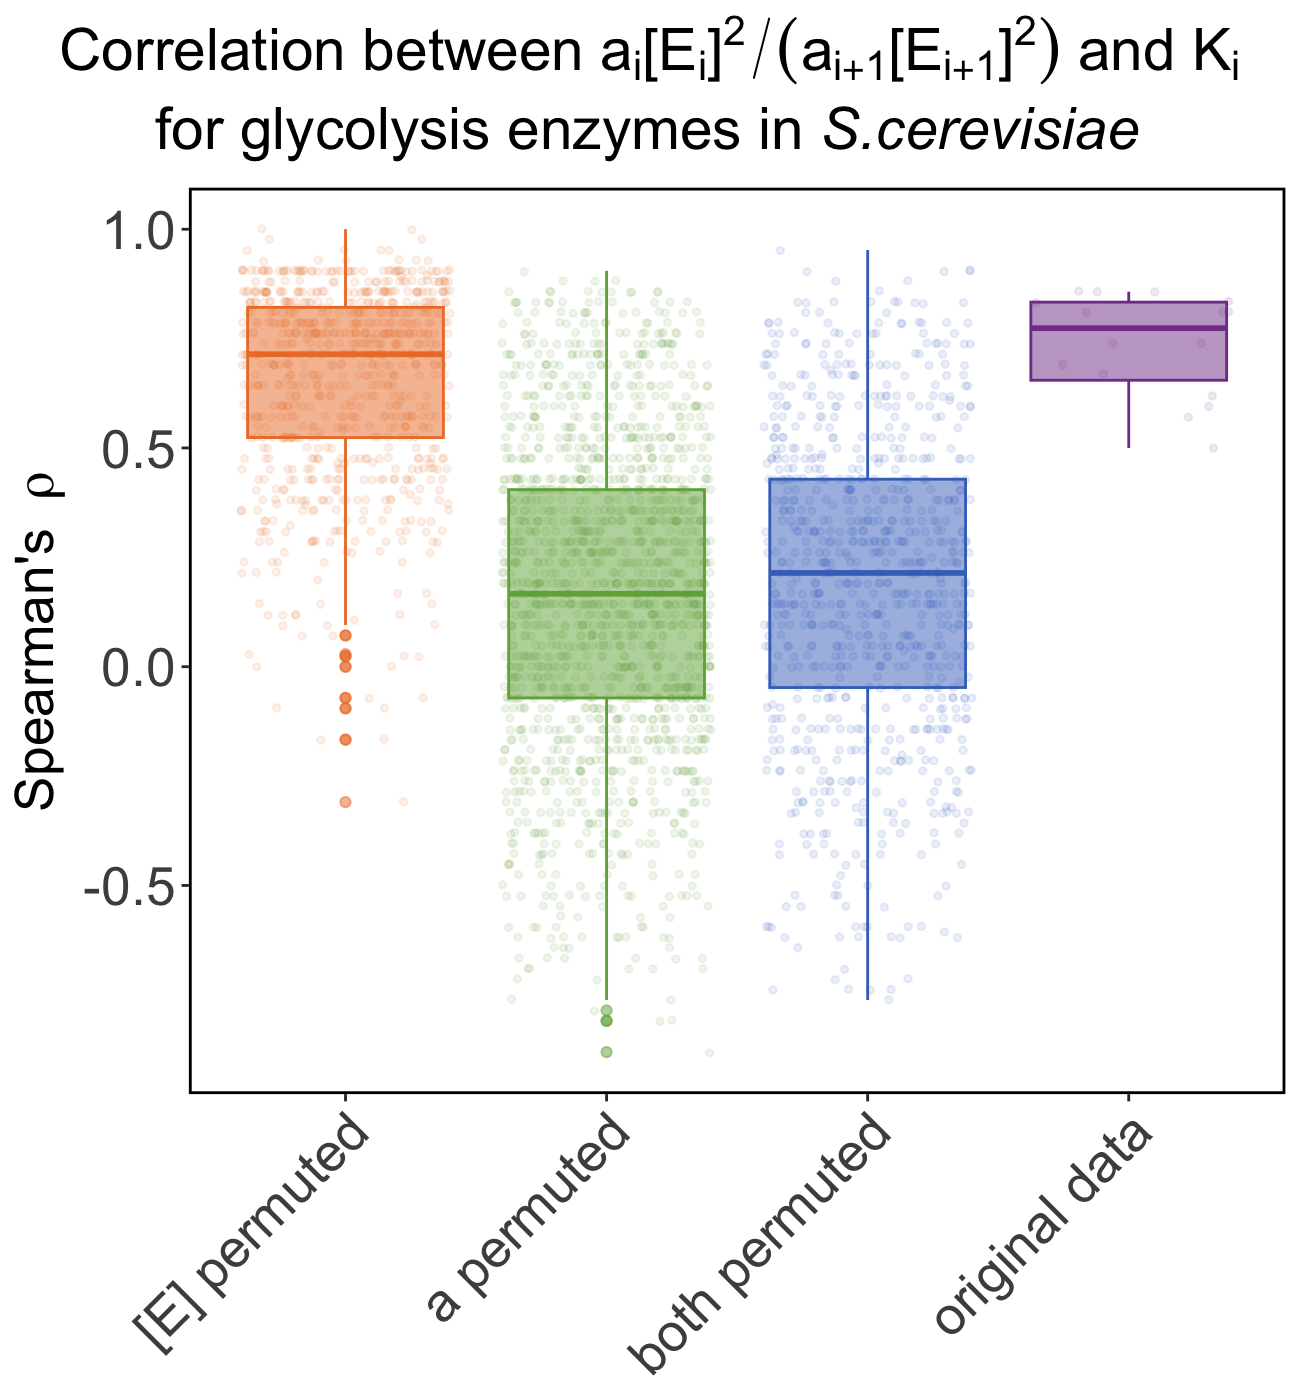 Correlation between aᵢ[Eᵢ]²/(aᵢ₊₁[Eᵢ₊₁]²) and Kᵢ
for glycolysis enzymes in S.cerevisiae
Spearman's ρ
1.0
0.5
0.0
-0.5
[E] permuted
a permuted
both permuted
original data